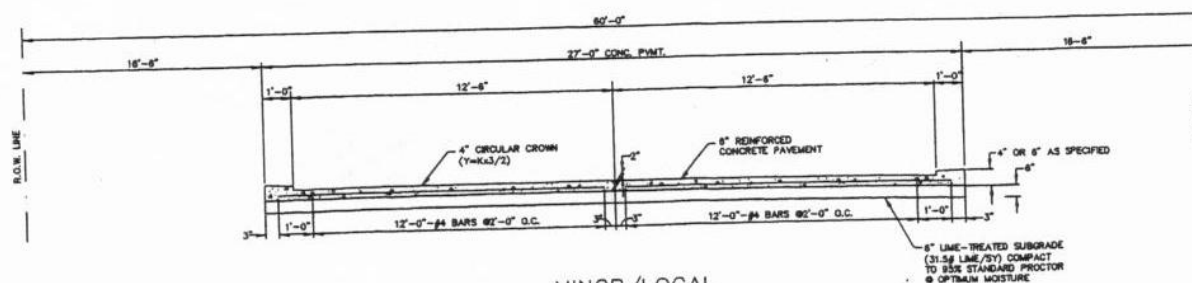 60'-0"
27'-0" CONC. PVMT.
16'-6"
16-6"
1'-0"
12'-6"
12'-6"
1'-0"
R.O.W. LINE
4" CIRCULAR CROWN
(Y=Kx3/2)
2"
6" REINFORCED
CONCRETE PAVEMENT
4" OR 6" AS SPECIFIED
6"
3"
1'-0"
12'-0"-#4 BARS @2'-0" O.C.
3"
3"
12'-0"-#4 BARS @2'-0" O.C.
1'-0"
3"
6" LIME-TREATED SUBGRADE
(31.5# LIME/SY) COMPACT
TO 95% STANDARD PROCTOR
@ OPTIMUM MOISTURE
MINOR/LOCAL